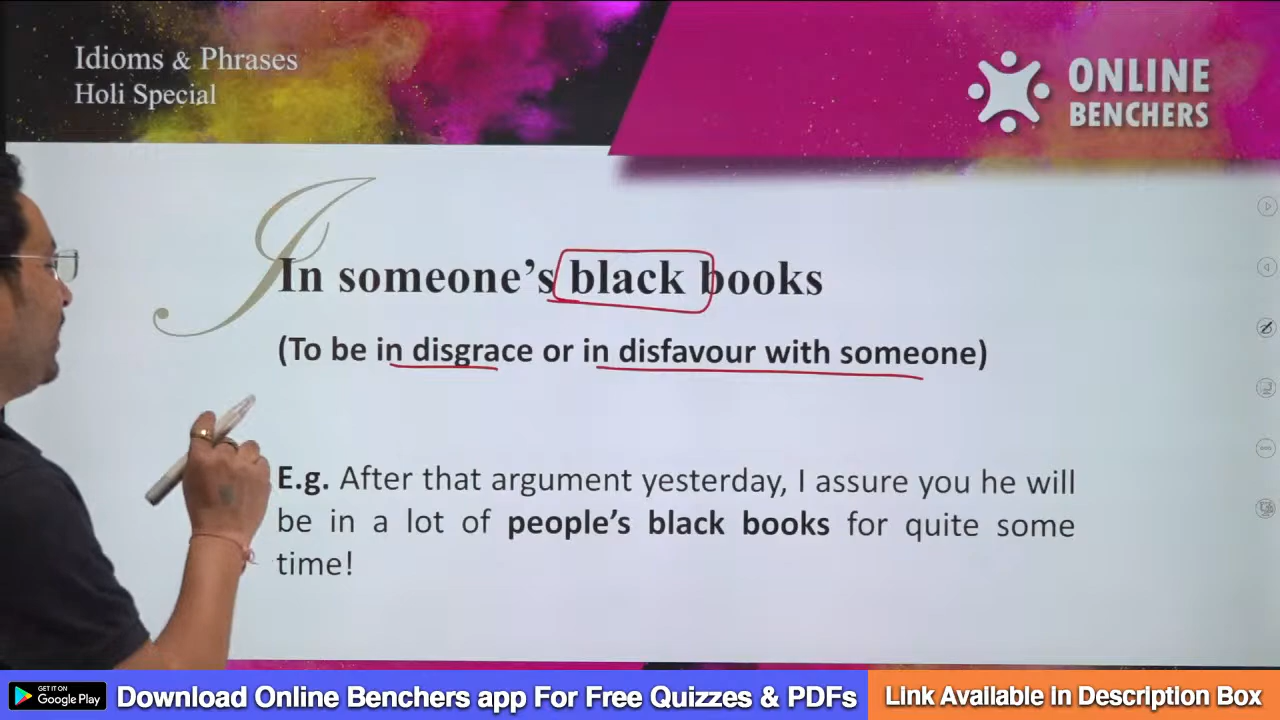 Idioms & Phrases
Holi Special
ONLINE
BENCHERS
In someone's black books
(To be in disgrace or in disfavour with someone)
E.g. After that argument yesterday, I assure you he will
be in a lot of people's black books for quite some
time!
GET IT ON
Google Play
Download Online Benchers app For Free Quizzes & PDFs
Link Available In Description Box